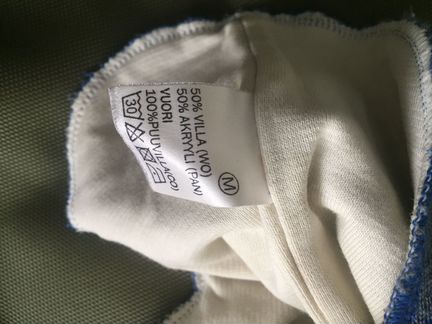 M
50% VILLA (WO)
50% AKRYYLI (PAN)
VUORI
100% PUUVILLA (CO)
30